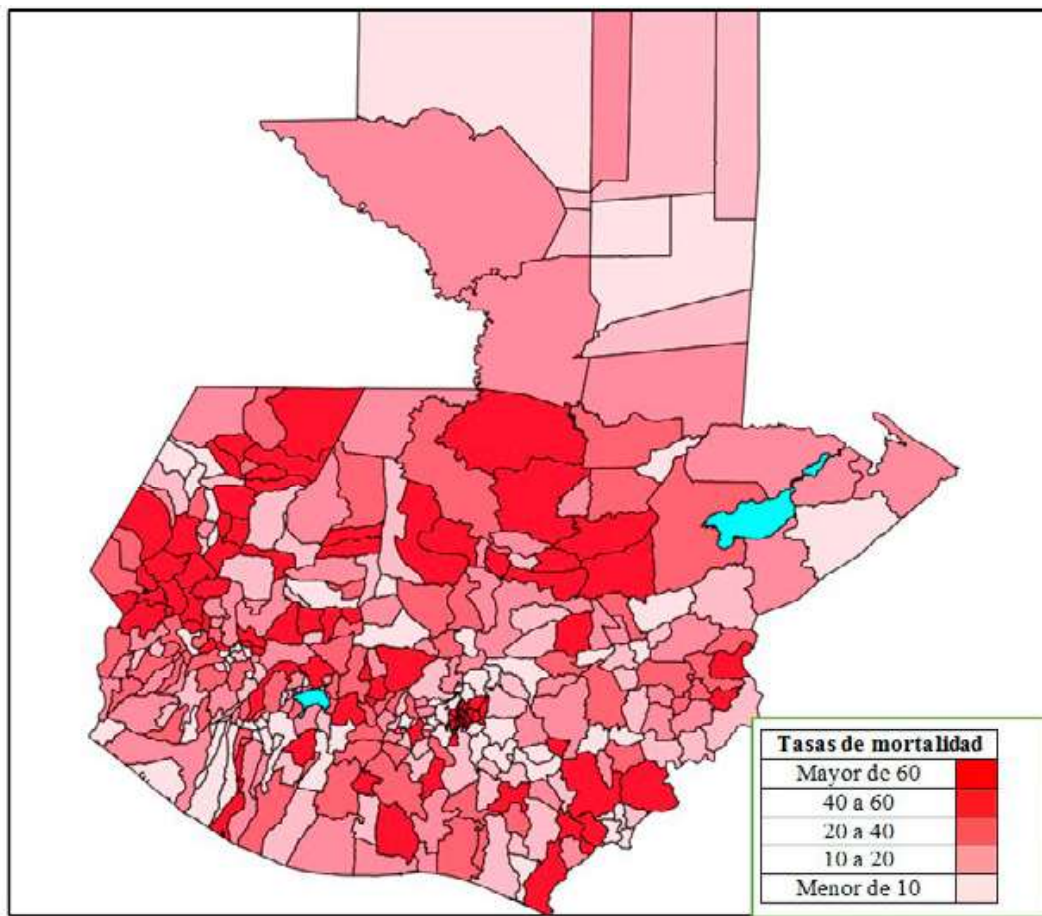 Tasas de mortalidad
Mayor de 60
40 a 60
20 a 40
10 a 20
Menor de 10